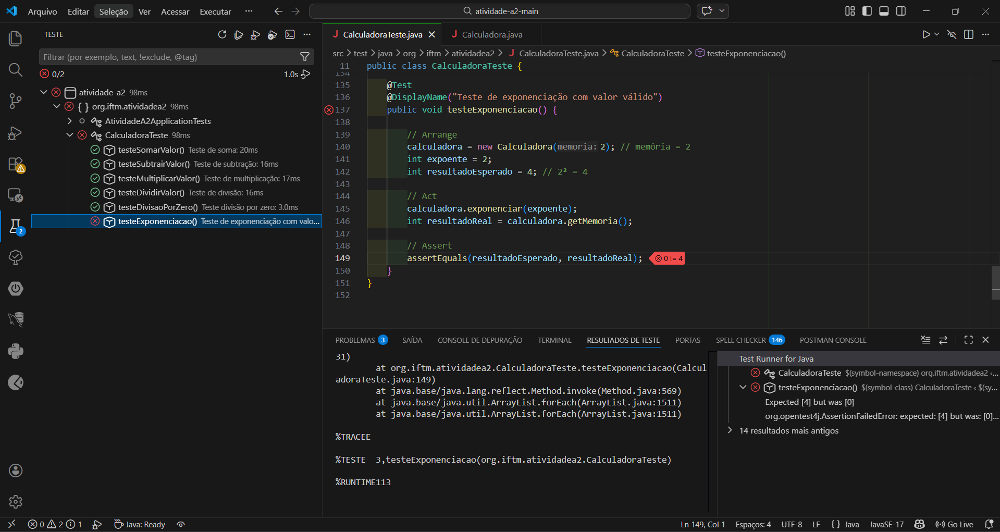 Arquivo Editar Seleção Ver Acessar Executar ··· atividade-a2-main
TESTE
Filtrar (por exemplo, text, !exclude, @tag)
0/2 1.0s
atividade-a2 98ms
{ } org.iftm.atividadea2 98ms
AtividadeA2ApplicationTests
CalculadoraTeste 98ms
testeSomarValor() Teste de soma: 20ms
testeSubtrairValor() Teste de subtração: 16ms
testeMultiplicarValor() Teste de multiplicação: 17ms
testeDividirValor() Teste de divisão: 16ms
testeDivisaoPorZero() Teste divisão por zero: 3.0ms
testeExponenciacao() Teste de exponenciação com valo...
2
J CalculadoraTeste.java J Calculadora.java
src > test > java > org > iftm > atividadea2 > J CalculadoraTeste.java > CalculadoraTeste > testeExponenciacao()
11 public class CalculadoraTeste {
134
135 @Test
136 @DisplayName("Teste de exponenciação com valor válido")
137 public void testeExponenciacao() {
138
139 // Arrange
140 calculadora = new Calculadora(memoria: 2); // memória = 2
141 int expoente = 2;
142 int resultadoEsperado = 4; // 2² = 4
143
144 // Act
145 calculadora.exponenciar(expoente);
146 int resultadoReal = calculadora.getMemoria();
147
148 // Assert
149 assertEquals(resultadoEsperado, resultadoReal); 0 != 4
150 }
151 }
152
PROBLEMAS 3 SAÍDA CONSOLE DE DEPURAÇÃO TERMINAL RESULTADOS DE TESTE PORTAS SPELL CHECKER 146 POSTMAN CONSOLE
31)
at org.iftm.atividadea2.CalculadoraTeste.testeExponenciacao(Calcul
adoraTeste.java:149)
at java.base/java.lang.reflect.Method.invoke(Method.java:569)
at java.base/java.util.ArrayList.forEach(ArrayList.java:1511)
at java.base/java.util.ArrayList.forEach(ArrayList.java:1511)
%TRACEE
%TESTE 3,testeExponenciacao(org.iftm.atividadea2.CalculadoraTeste)
%RUNTIME113
Test Runner for Java
CalculadoraTeste $(symbol-namespace) org.iftm.atividadea2 ‹...
testeExponenciacao() $(symbol-class) CalculadoraTeste ‹ $(sy...
Expected [4] but was [0]
org.opentest4j.AssertionFailedError: expected: [4] but was: [0]...
14 resultados mais antigos
0 2 1 Java: Ready Ln 149, Col 1 Espaços: 4 UTF-8 LF { } Java JavaSE-17 Go Live